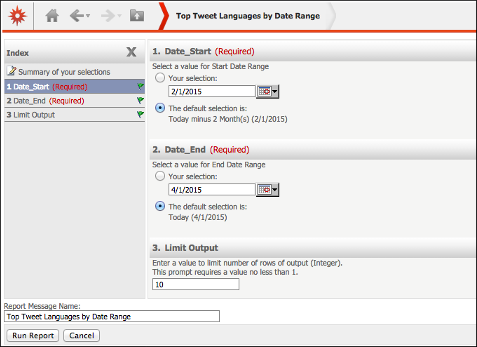 Top Tweet Languages by Date Range
Index
Summary of your selections
1 Date_Start (Required)
2 Date_End (Required)
3 Limit Output
1. Date_Start (Required)
Select a value for Start Date Range
Your selection:
2/1/2015
The default selection is:
Today minus 2 Month(s) (2/1/2015)
2. Date_End (Required)
Select a value for End Date Range
Your selection:
4/1/2015
The default selection is:
Today (4/1/2015)
3. Limit Output
Enter a value to limit number of rows of output (Integer).
This prompt requires a value no less than 1.
10
Report Message Name:
Top Tweet Languages by Date Range
Run Report Cancel